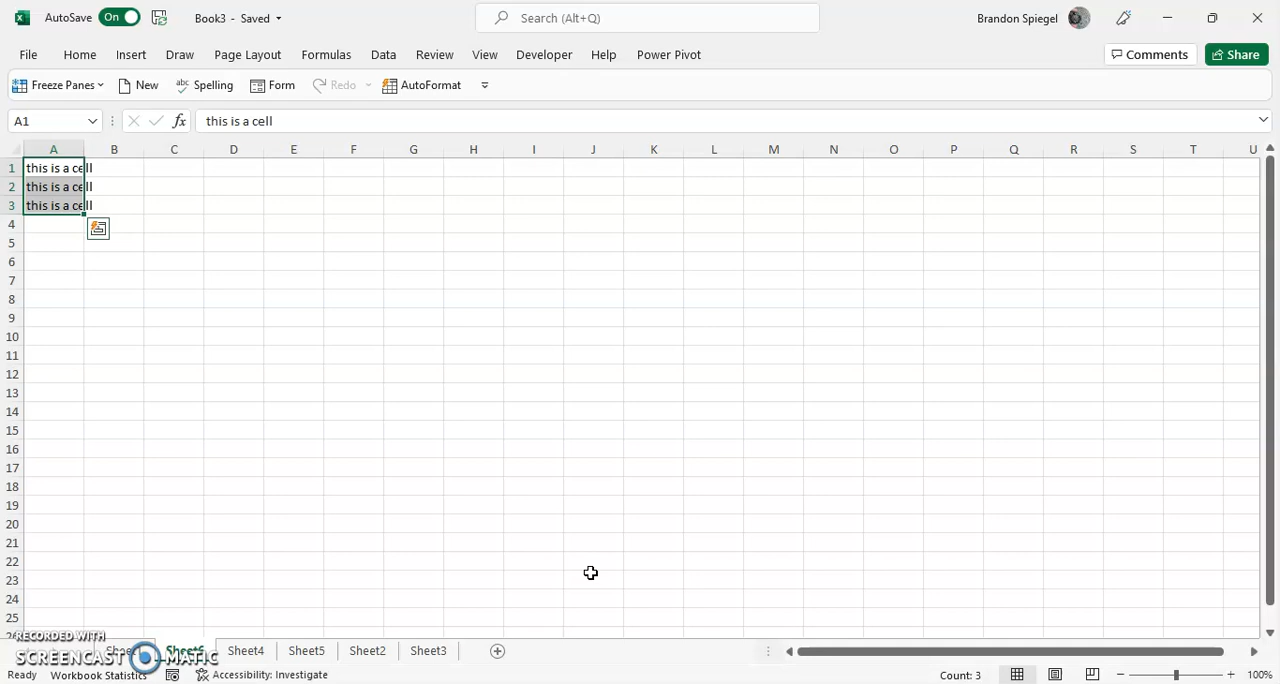 AutoSave On Book3 - Saved Search (Alt+Q) Brandon Spiegel
File Home Insert Draw Page Layout Formulas Data Review View Developer Help Power Pivot Comments Share
Freeze Panes New Spelling Form Redo AutoFormat
A1 fx this is a cell
A B C D E F G H I J K L M N O P Q R S T U
1 this is a cell
2 this is a cell
3 this is a cell
4
5
6
7
8
9
10
11
12
13
14
15
16
17
18
19
20
21
22
23
24
25
26
RECORDED WITH
SCREENCAST-O-MATIC
Sheet4 Sheet5 Sheet2 Sheet3
Ready Workbook Statistics Accessibility: Investigate Count: 3 100%